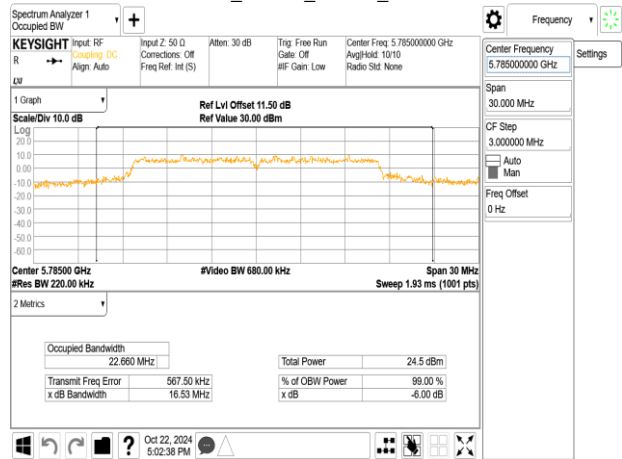 Spectrum Analyzer 1
Occupied BW
Frequency
KEYSIGHT
R
LXI
Input: RF
Coupling: DC
Align: Auto
Input Z: 50 Ω
Corrections: Off
Freq Ref: Int (S)
Atten: 30 dB
Trig: Free Run
Gate: Off
#IF Gain: Low
Center Freq: 5.785000000 GHz
Avg|Hold: 10/10
Radio Std: None
Center Frequency
5.785000000 GHz
Settings
Span
30.000 MHz
CF Step
3.000000 MHz
Auto
Man
Freq Offset
0 Hz
1 Graph
Scale/Div 10.0 dB
Ref Lvl Offset 11.50 dB
Ref Value 30.00 dBm
Log
20.0
10.0
0.00
-10.0
-20.0
-30.0
-40.0
-50.0
-60.0
Center 5.78500 GHz
#Video BW 680.00 kHz
Span 30 MHz
#Res BW 220.00 kHz
Sweep 1.93 ms (1001 pts)
2 Metrics
Occupied Bandwidth
22.660 MHz
Total Power 24.5 dBm
Transmit Freq Error 567.50 kHz
% of OBW Power 99.00 %
x dB Bandwidth 16.53 MHz
x dB -6.00 dB
?
Oct 22, 2024
5:02:38 PM